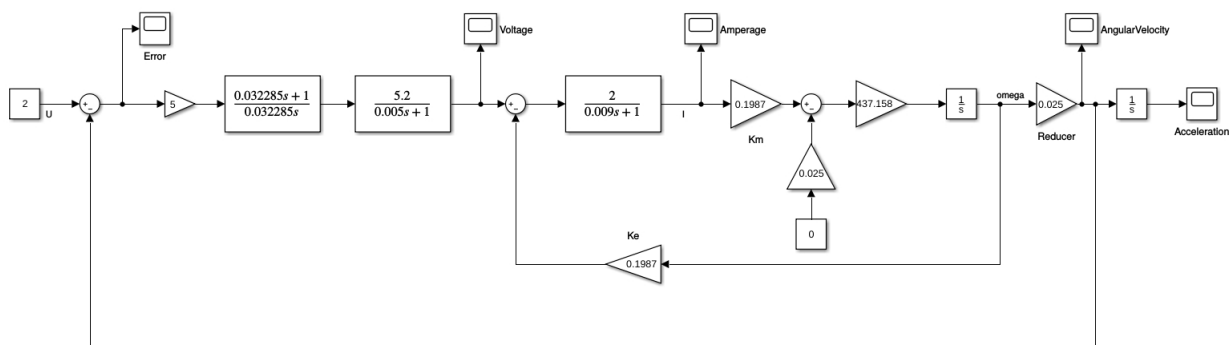 Error
Voltage
Amperage
AngularVelocity
2
U
+
−
5
0.032285s + 1
0.032285s
5.2
0.005s + 1
+
−
2
0.009s + 1
I
0.1987
Km
+
−
437.158
1
s
omega
0.025
Reducer
1
s
Acceleration
0.025
0
Ke
0.1987